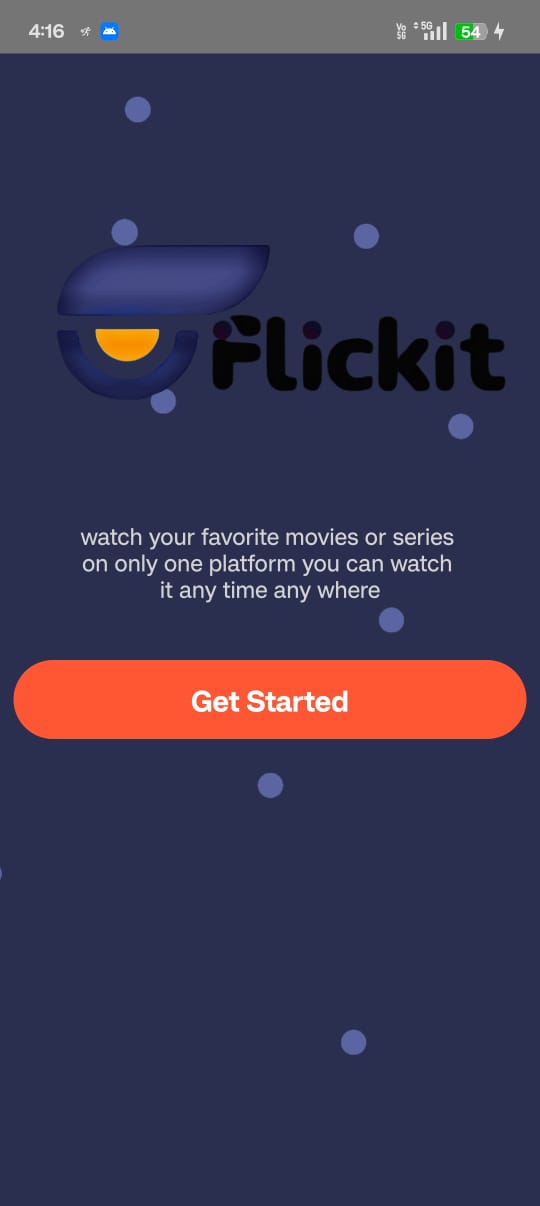 4:16
Vo 5G
5G
54
Flickit
watch your favorite movies or series
on only one platform you can watch
it any time any where
Get Started